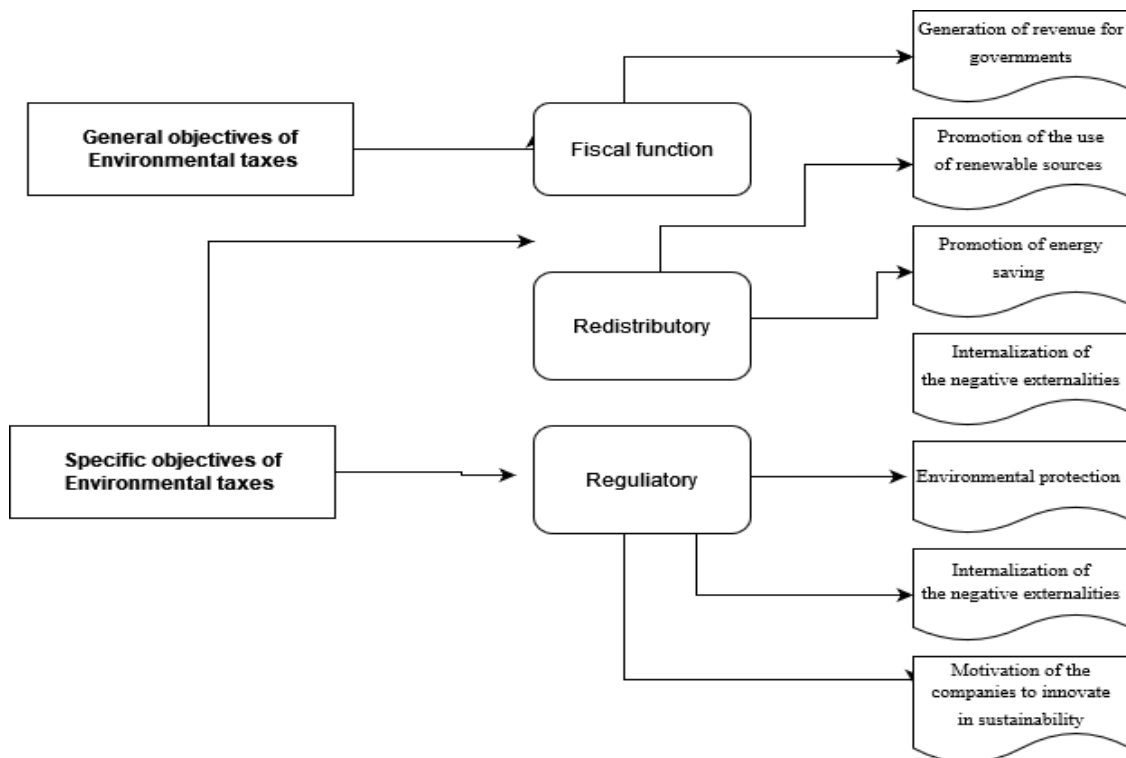 General objectives of
Environmental taxes
Specific objectives of
Environmental taxes
Fiscal function
Redistributory
Reguliatory
Generation of revenue for
governments
Promotion of the use
of renewable sources
Promotion of energy
saving
Internalization of
the negative externalities
Environmental protection
Internalization of
the negative externalities
Motivation of the
companies to innovate
in sustainability